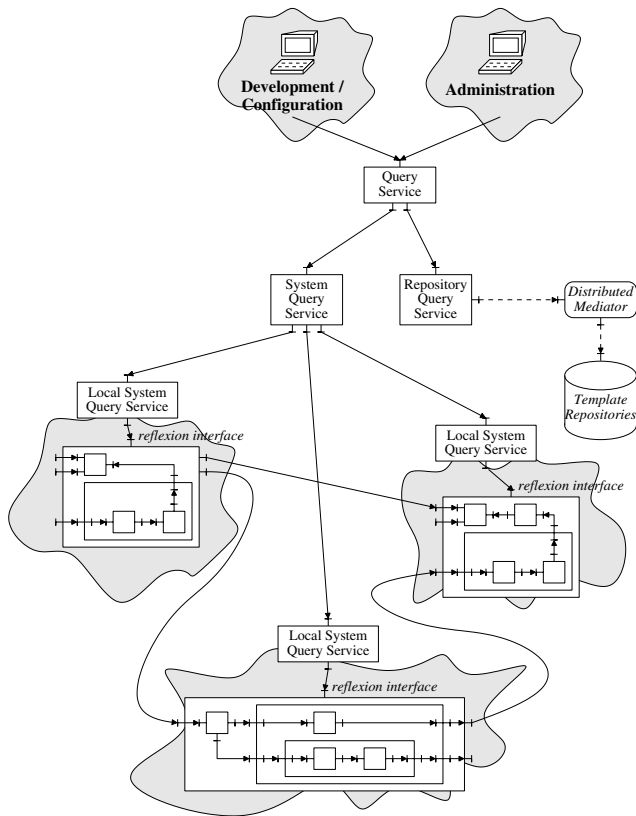 Development /
Configuration
Administration
Query
Service
System
Query
Service
Repository
Query
Service
Distributed
Mediator
Template
Repositories
Local System
Query Service
reflexion interface
Local System
Query Service
reflexion interface
Local System
Query Service
reflexion interface